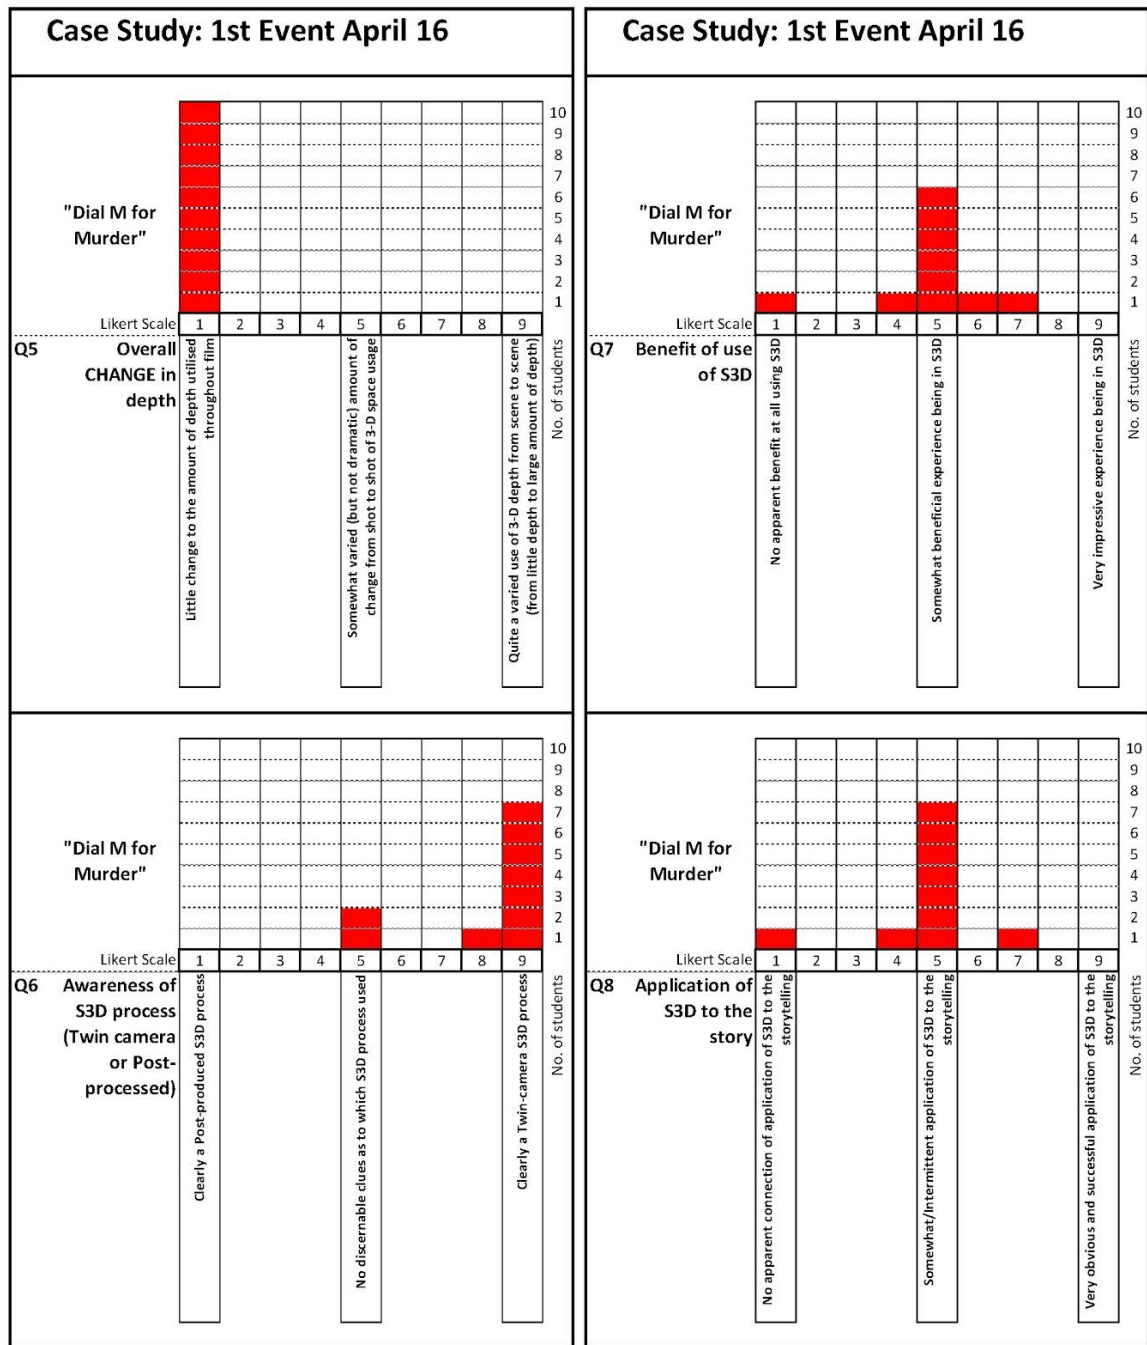 Case Study: 1st Event April 16
"Dial M for
Murder"
10
9
8
7
6
5
4
3
2
1
Likert Scale 1 2 3 4 5 6 7 8 9
No. of students
Q5 Overall
CHANGE in
depth
Little change to the amount of depth utilised
throughout film
Somewhat varied (but not dramatic) amount of
change from shot to shot of 3-D space usage
Quite a varied use of 3-D depth from scene to scene
(from little depth to large amount of depth)
"Dial M for
Murder"
10
9
8
7
6
5
4
3
2
1
Likert Scale 1 2 3 4 5 6 7 8 9
No. of students
Q6 Awareness of
S3D process
(Twin camera
or Post-
processed)
Clearly a Post-produced S3D process
No discernable clues as to which S3D process used
Clearly a Twin-camera S3D process
Case Study: 1st Event April 16
"Dial M for
Murder"
10
9
8
7
6
5
4
3
2
1
Likert Scale 1 2 3 4 5 6 7 8 9
No. of students
Q7 Benefit of use
of S3D
No apparent benefit at all using S3D
Somewhat beneficial experience being in S3D
Very impressive experience being in S3D
"Dial M for
Murder"
10
9
8
7
6
5
4
3
2
1
Likert Scale 1 2 3 4 5 6 7 8 9
No. of students
Q8 Application of
S3D to the
story
No apparent connection of application of S3D to the
storytelling
Somewhat/Intermittent application of S3D to the
storytelling
Very obvious and successful application of S3D to the
storytelling